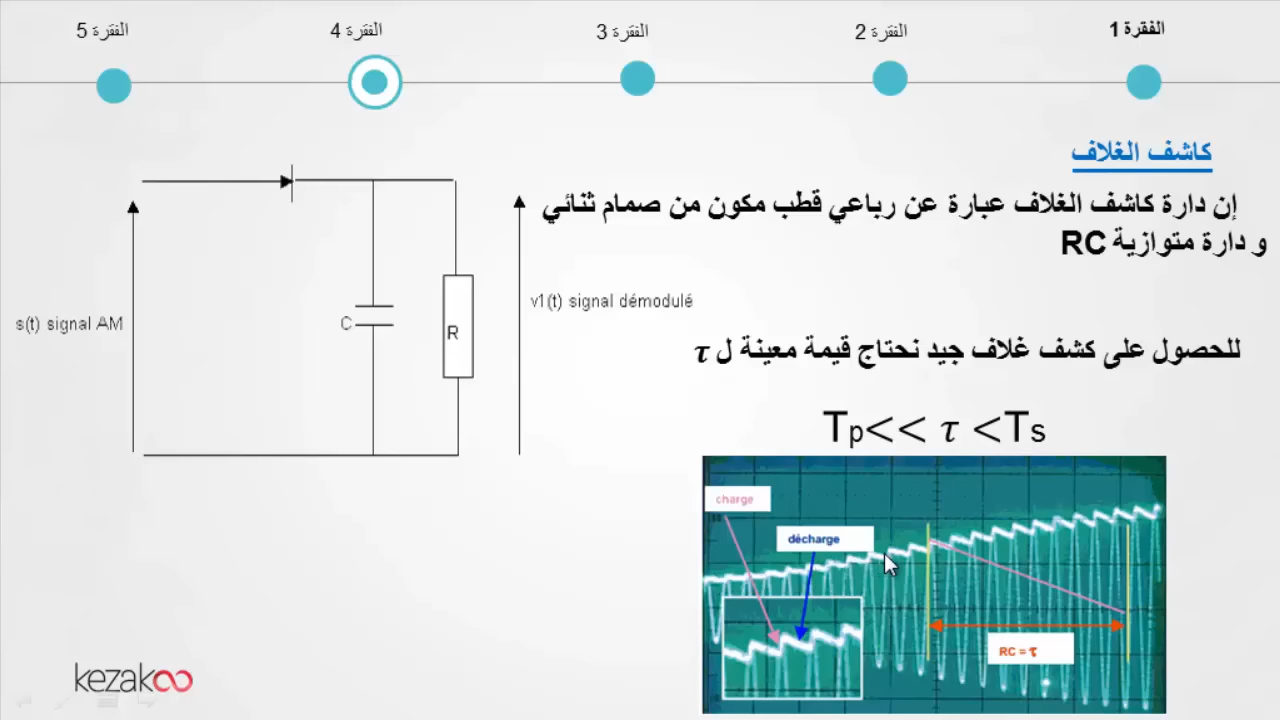 الفقرة 1
الفقرة 2
الفقرة 3
الفقرة 4
الفقرة 5
كاشف الغلاف
إن دارة كاشف الغلاف عبارة عن رباعي قطب مكون من صمام ثنائي
و دارة متوازية RC
للحصول على كشف غلاف جيد نحتاج قيمة معينة ل τ
Tp<< τ <Ts
s(t) signal AM
C
R
v1(t) signal démodulé
charge
décharge
RC = τ
kezakoo